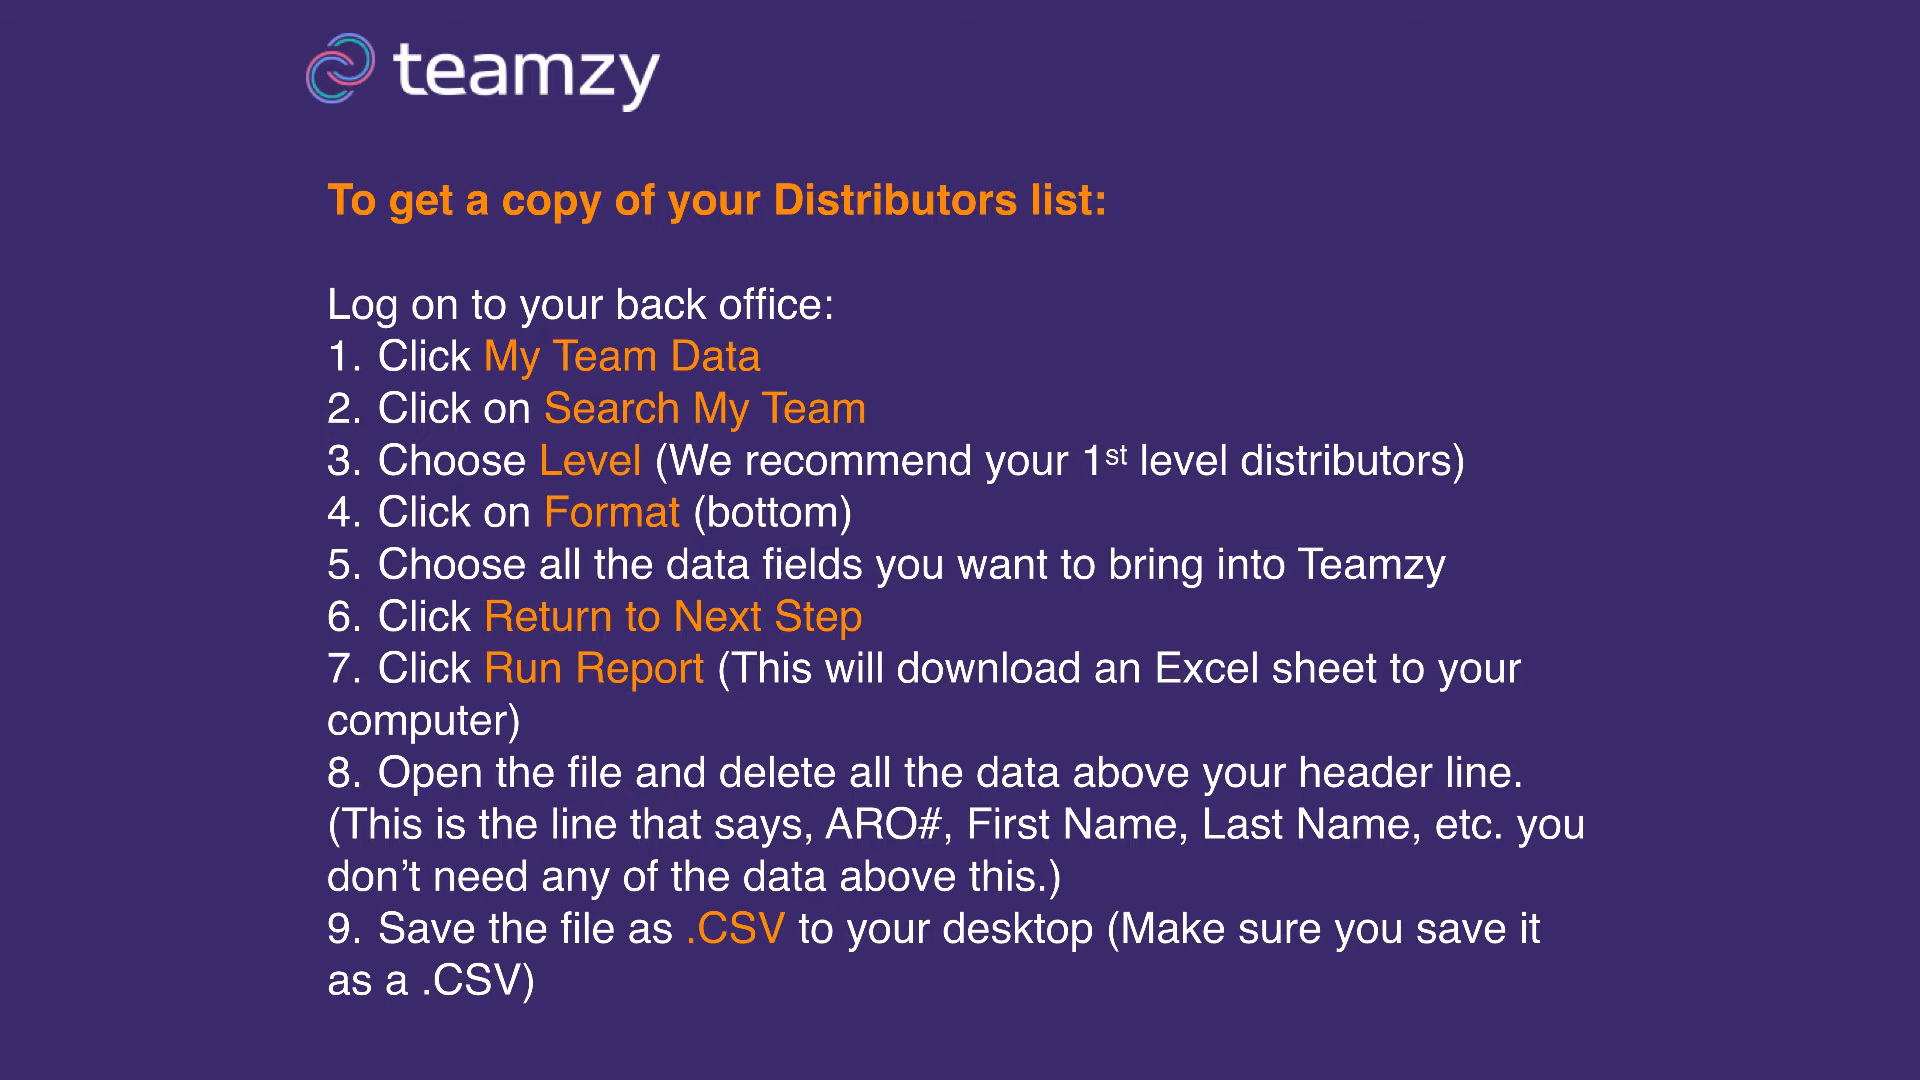 teamzy
To get a copy of your Distributors list:
Log on to your back office:
1. Click My Team Data
2. Click on Search My Team
3. Choose Level (We recommend your 1st level distributors)
4. Click on Format (bottom)
5. Choose all the data fields you want to bring into Teamzy
6. Click Return to Next Step
7. Click Run Report (This will download an Excel sheet to your
computer)
8. Open the file and delete all the data above your header line.
(This is the line that says, ARO#, First Name, Last Name, etc. you
don’t need any of the data above this.)
9. Save the file as .CSV to your desktop (Make sure you save it
as a .CSV)